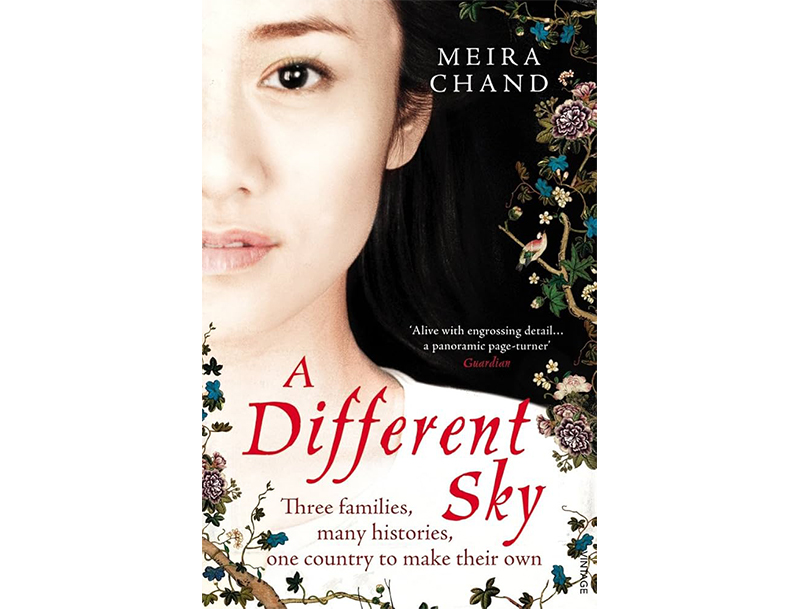 MEIRA
CHAND
'Alive with engrossing detail...
a panoramic page-turner'
Guardian
A
Different
Sky
Three families,
many histories,
one country to make their own
VINTAGE